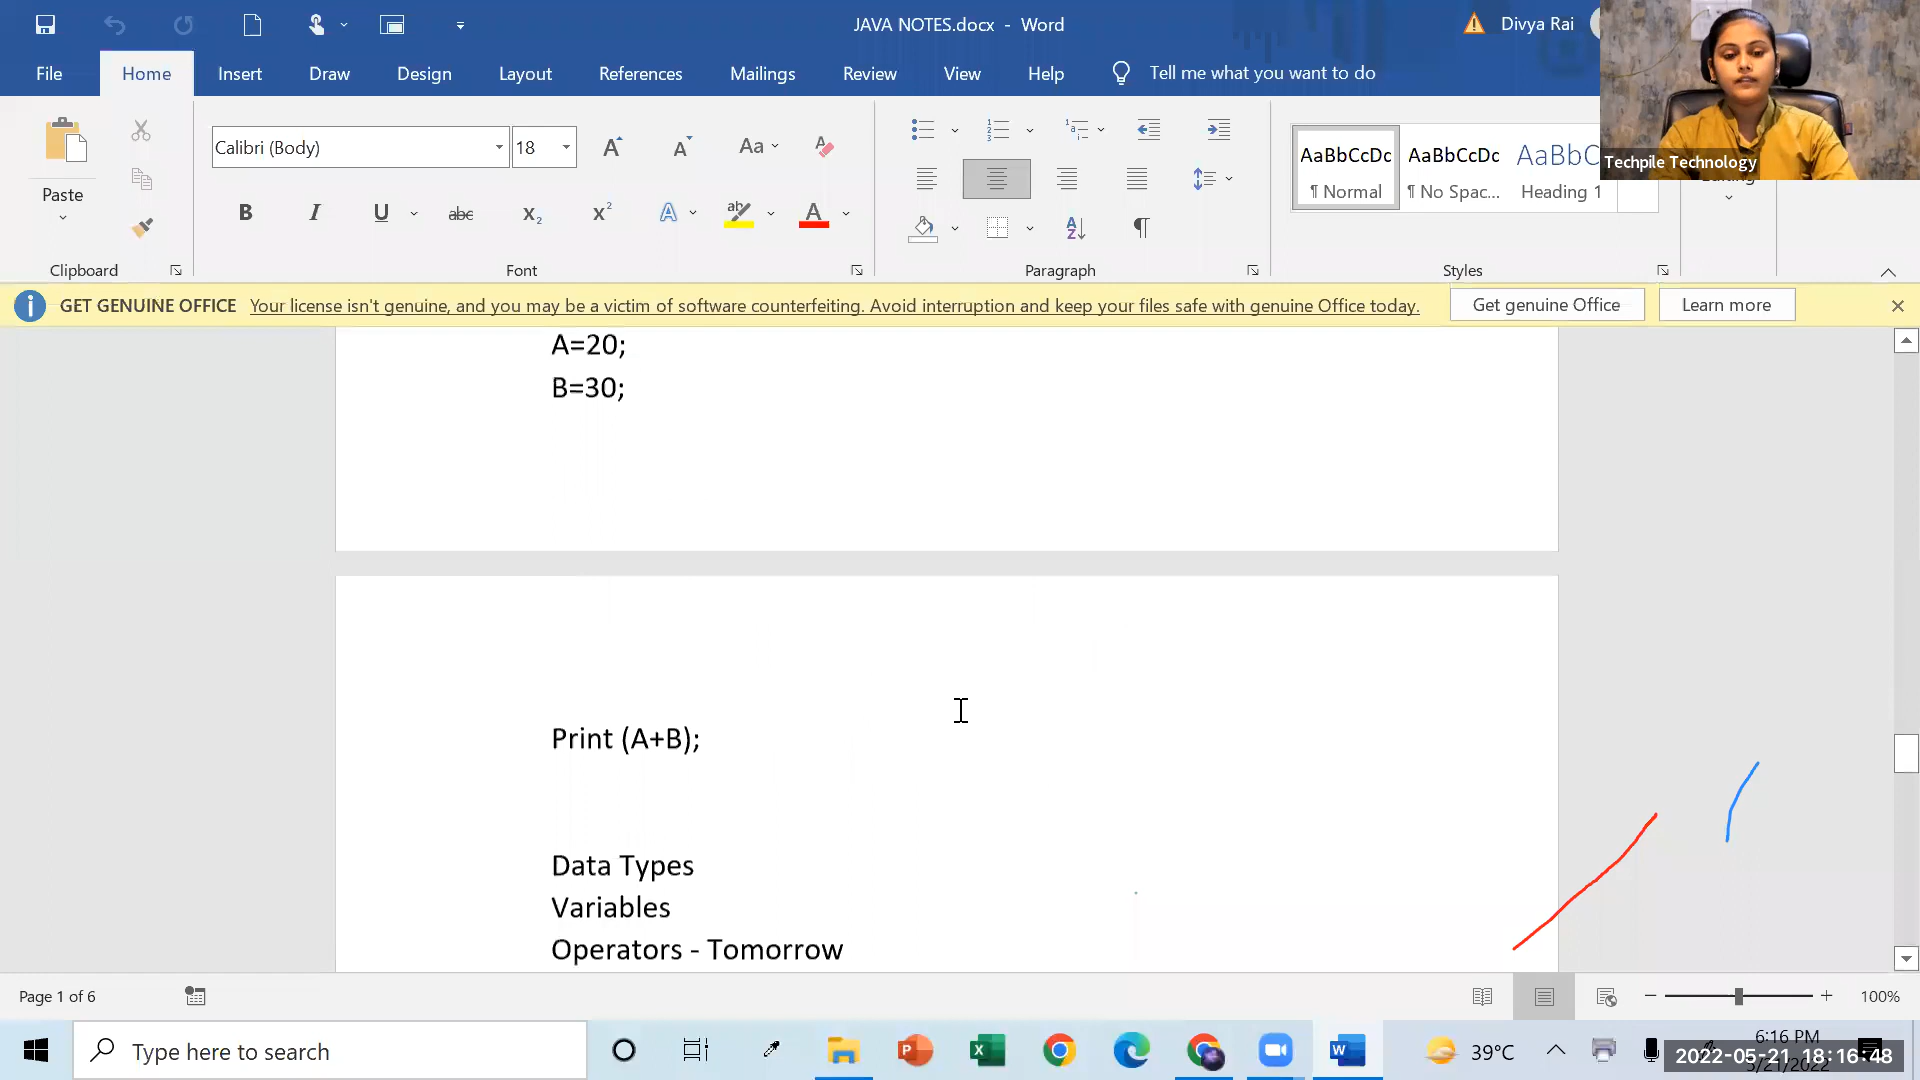 JAVA NOTES.docx - Word
Divya Rai
File Home Insert Draw Design Layout References Mailings Review View Help Tell me what you want to do
Techpile Technology
Paste
Calibri (Body) 18
Aa
B I U abc X₂ X² A ab A
AaBbCcDc AaBbCcDc AaBbC
¶ Normal ¶ No Spac... Heading 1
Editing
Clipboard Font Paragraph Styles
GET GENUINE OFFICE Your license isn't genuine, and you may be a victim of software counterfeiting. Avoid interruption and keep your files safe with genuine Office today. Get genuine Office Learn more
A=20;
B=30;
Print (A+B);
Data Types
Variables
Operators - Tomorrow
Page 1 of 6
100%
Type here to search
39°C
6:16 PM
2022-05-21 18:16:48